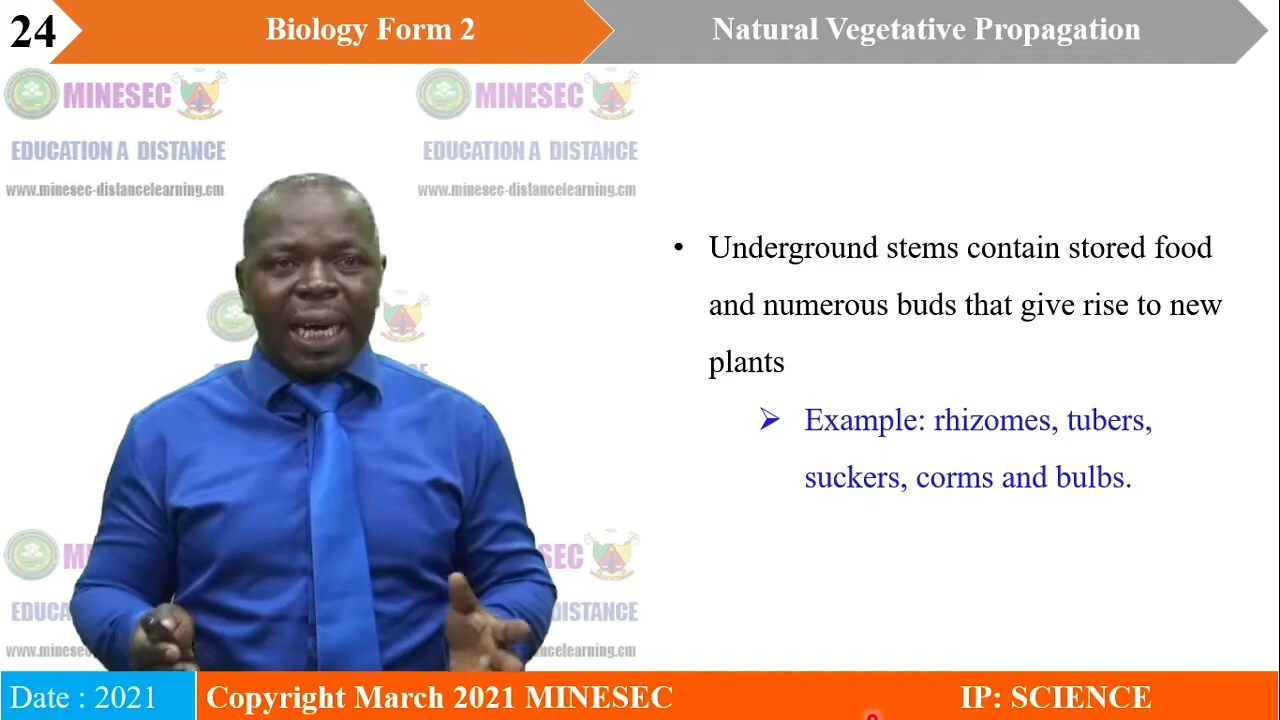 24
Biology Form 2
Natural Vegetative Propagation
MINESEC
MINESEC
EDUCATION A DISTANCE
EDUCATION A DISTANCE
www.minesec-distancelearning.cm
www.minesec-distancelearning.cm
• Underground stems contain stored food
and numerous buds that give rise to new
plants
➢ Example: rhizomes, tubers,
suckers, corms and bulbs.
Date : 2021
Copyright March 2021 MINESEC
IP: SCIENCE